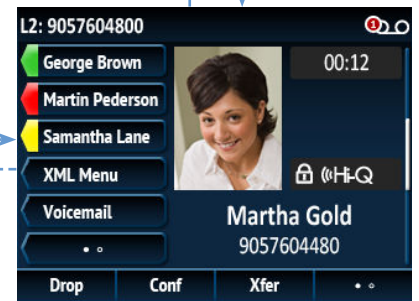 L2: 9057604800
1
George Brown
00:12
Martin Pederson
Samantha Lane
XML Menu
Hi-Q
Voicemail
Martha Gold
9057604480
Drop Conf Xfer